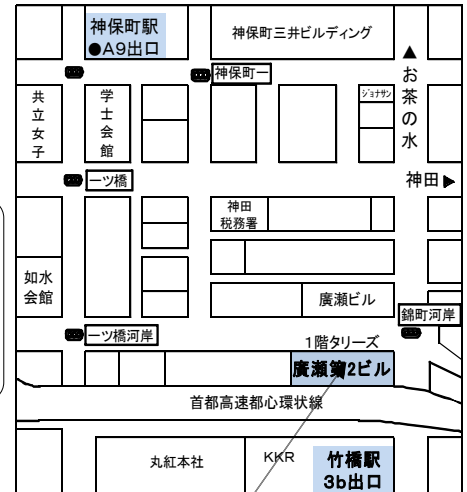 神保町駅
●A9出口
神保町三井ビルディング
▲
お茶の水
神保町一
ジョナサン
共立女子
学士会館
一ツ橋
神田▶
神田
税務署
如水
会館
廣瀬ビル
錦町河岸
一ツ橋河岸
1階タリーズ
廣瀬第2ビル
首都高速都心環状線
丸紅本社
KKR
竹橋駅
3b出口